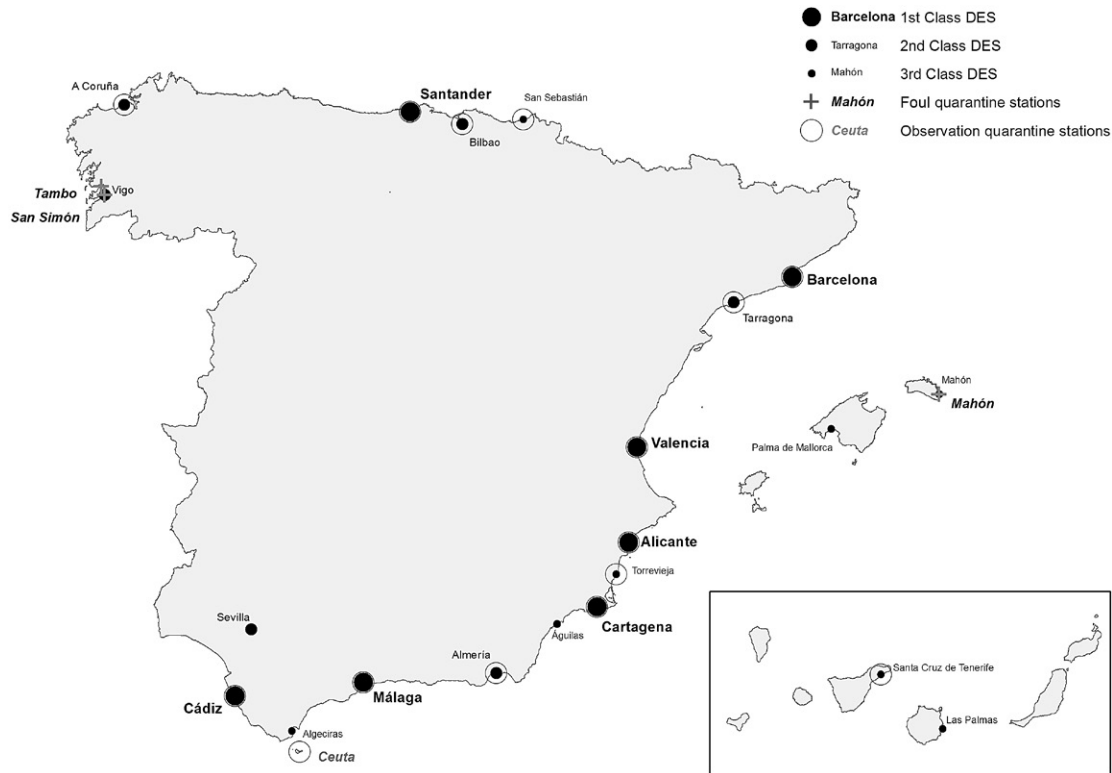 Barcelona 1st Class DES
Tarragona 2nd Class DES
Mahón 3rd Class DES
Mahón Foul quarantine stations
Ceuta Observation quarantine stations
A Coruña
Santander
San Sebastián
Bilbao
Tambo
Vigo
San Simón
Barcelona
Tarragona
Mahón
Mahón
Palma de Mallorca
Valencia
Alicante
Torrevieja
Cartagena
Águilas
Sevilla
Almería
Málaga
Cádiz
Algeciras
Ceuta
Santa Cruz de Tenerife
Las Palmas